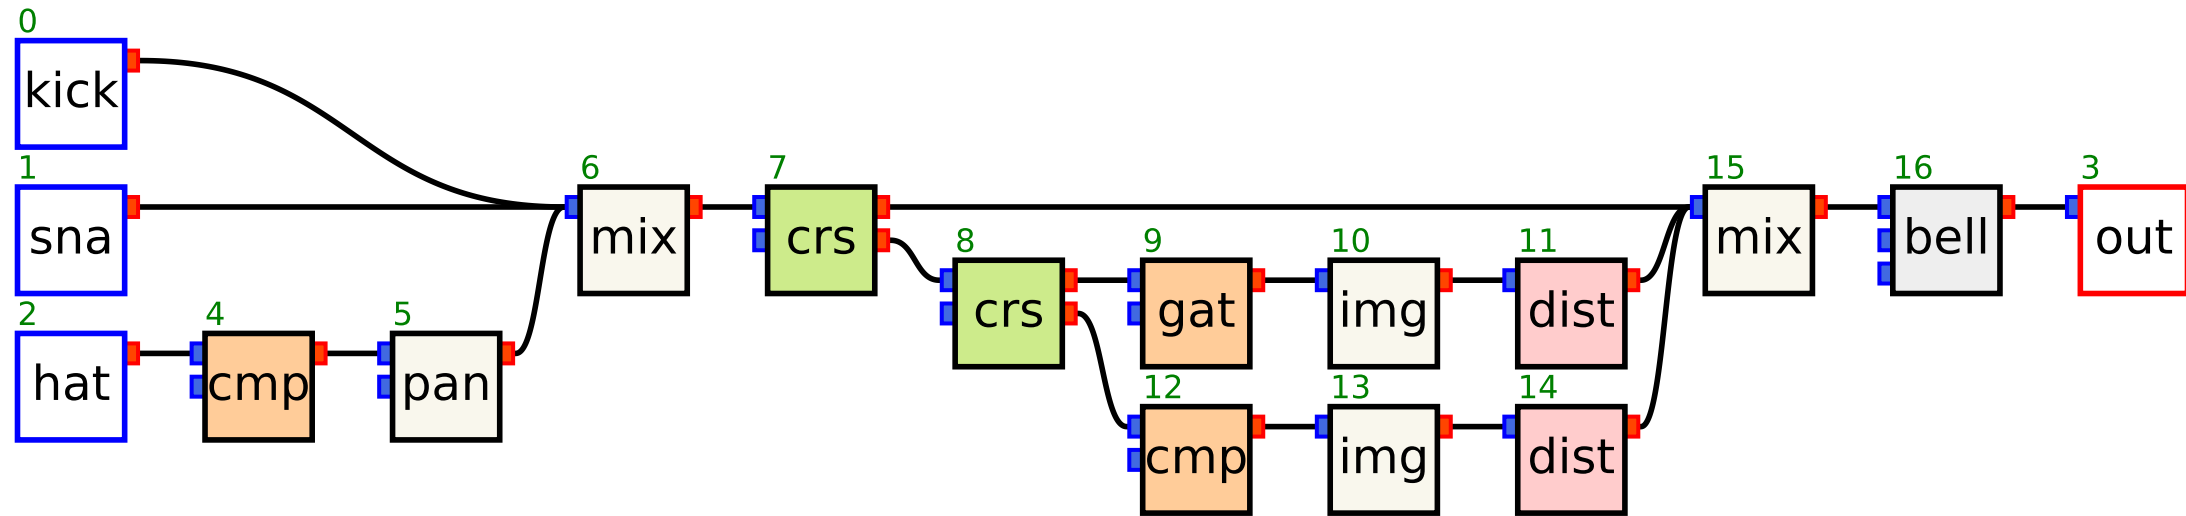 0
kick
1
sna
2
hat
4
cmp
5
pan
6
mix
7
crs
8
crs
9
gat
10
img
11
dist
12
cmp
13
img
14
dist
15
mix
16
bell
3
out